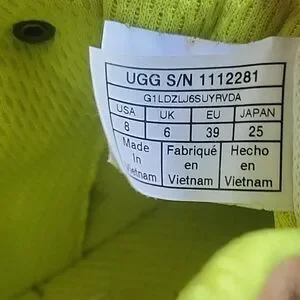 UGG S/N 1112281
G1LDZLJ6SUYRVDA
USA UK EU JAPAN
8 6 39 25
Made in Vietnam
Fabriqué en Vietnam
Hecho en Vietnam